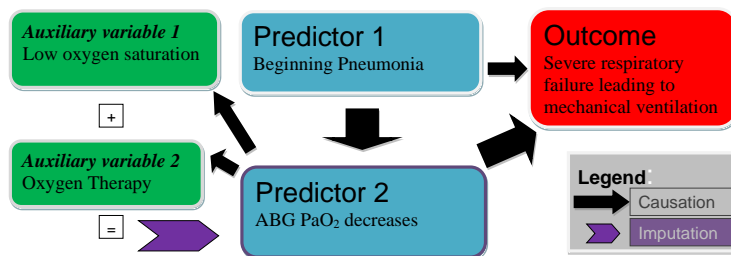 Auxiliary variable 1
Low oxygen saturation
+
Auxiliary variable 2
Oxygen Therapy
=
Predictor 1
Beginning Pneumonia
Predictor 2
ABG PaO₂ decreases
Outcome
Severe respiratory
failure leading to
mechanical ventilation
Legend:
Causation
Imputation